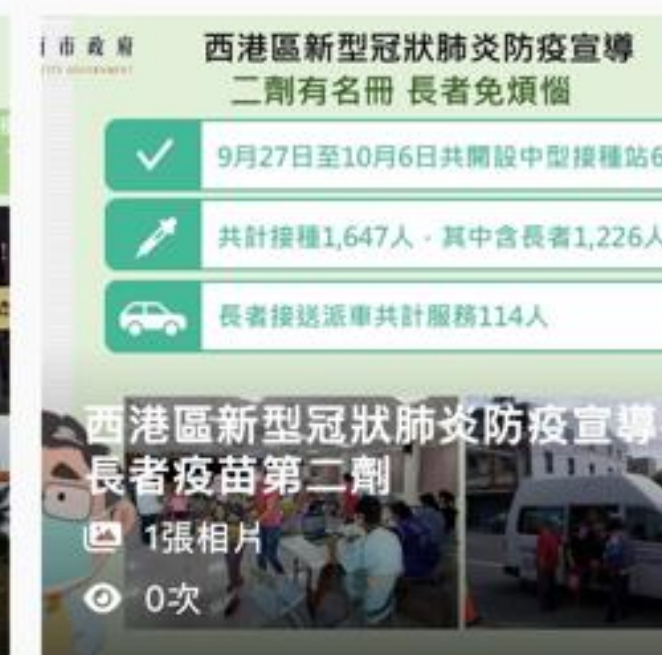 市政府
西港區新型冠狀肺炎防疫宣導
二劑有名冊 長者免煩惱
9月27日至10月6日共開設中型接種站6
共計接種1,647人，其中含長者1,226人
長者接送派車共計服務114人
西港區新型冠狀肺炎防疫宣導
長者疫苗第二劑
1張相片
0次